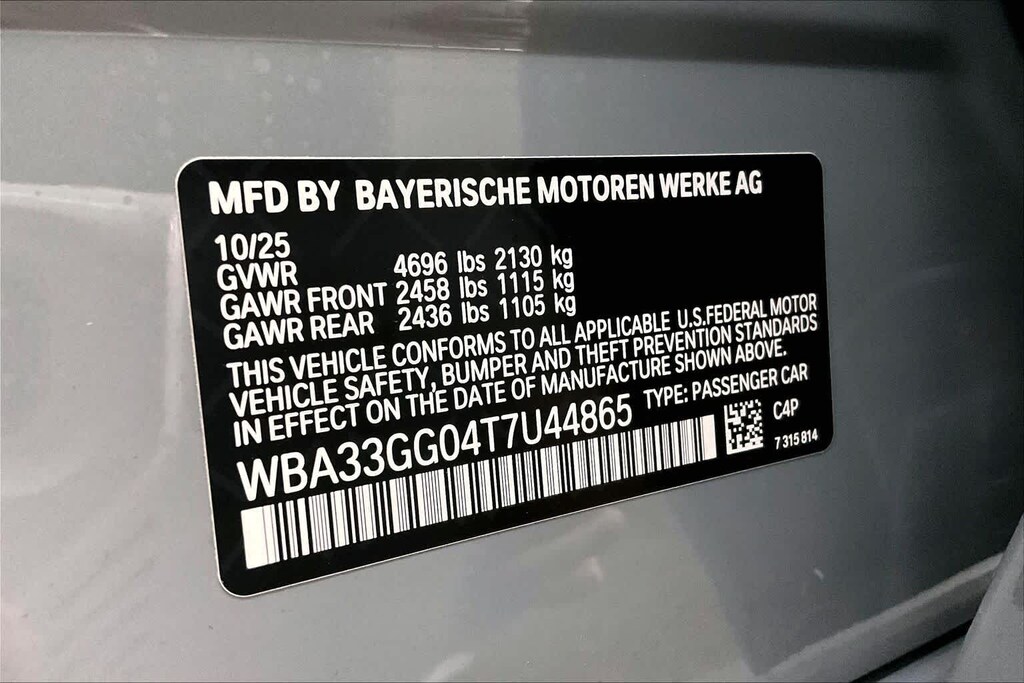 MFD BY BAYERISCHE MOTOREN WERKE AG
10/25
GVWR 4696 lbs 2130 kg
GAWR FRONT 2458 lbs 1115 kg
GAWR REAR 2436 lbs 1105 kg
THIS VEHICLE CONFORMS TO ALL APPLICABLE U.S.FEDERAL MOTOR
VEHICLE SAFETY, BUMPER AND THEFT PREVENTION STANDARDS
IN EFFECT ON THE DATE OF MANUFACTURE SHOWN ABOVE.
WBA33GG04T7U44865 TYPE: PASSENGER CAR
C4P
7 315 814